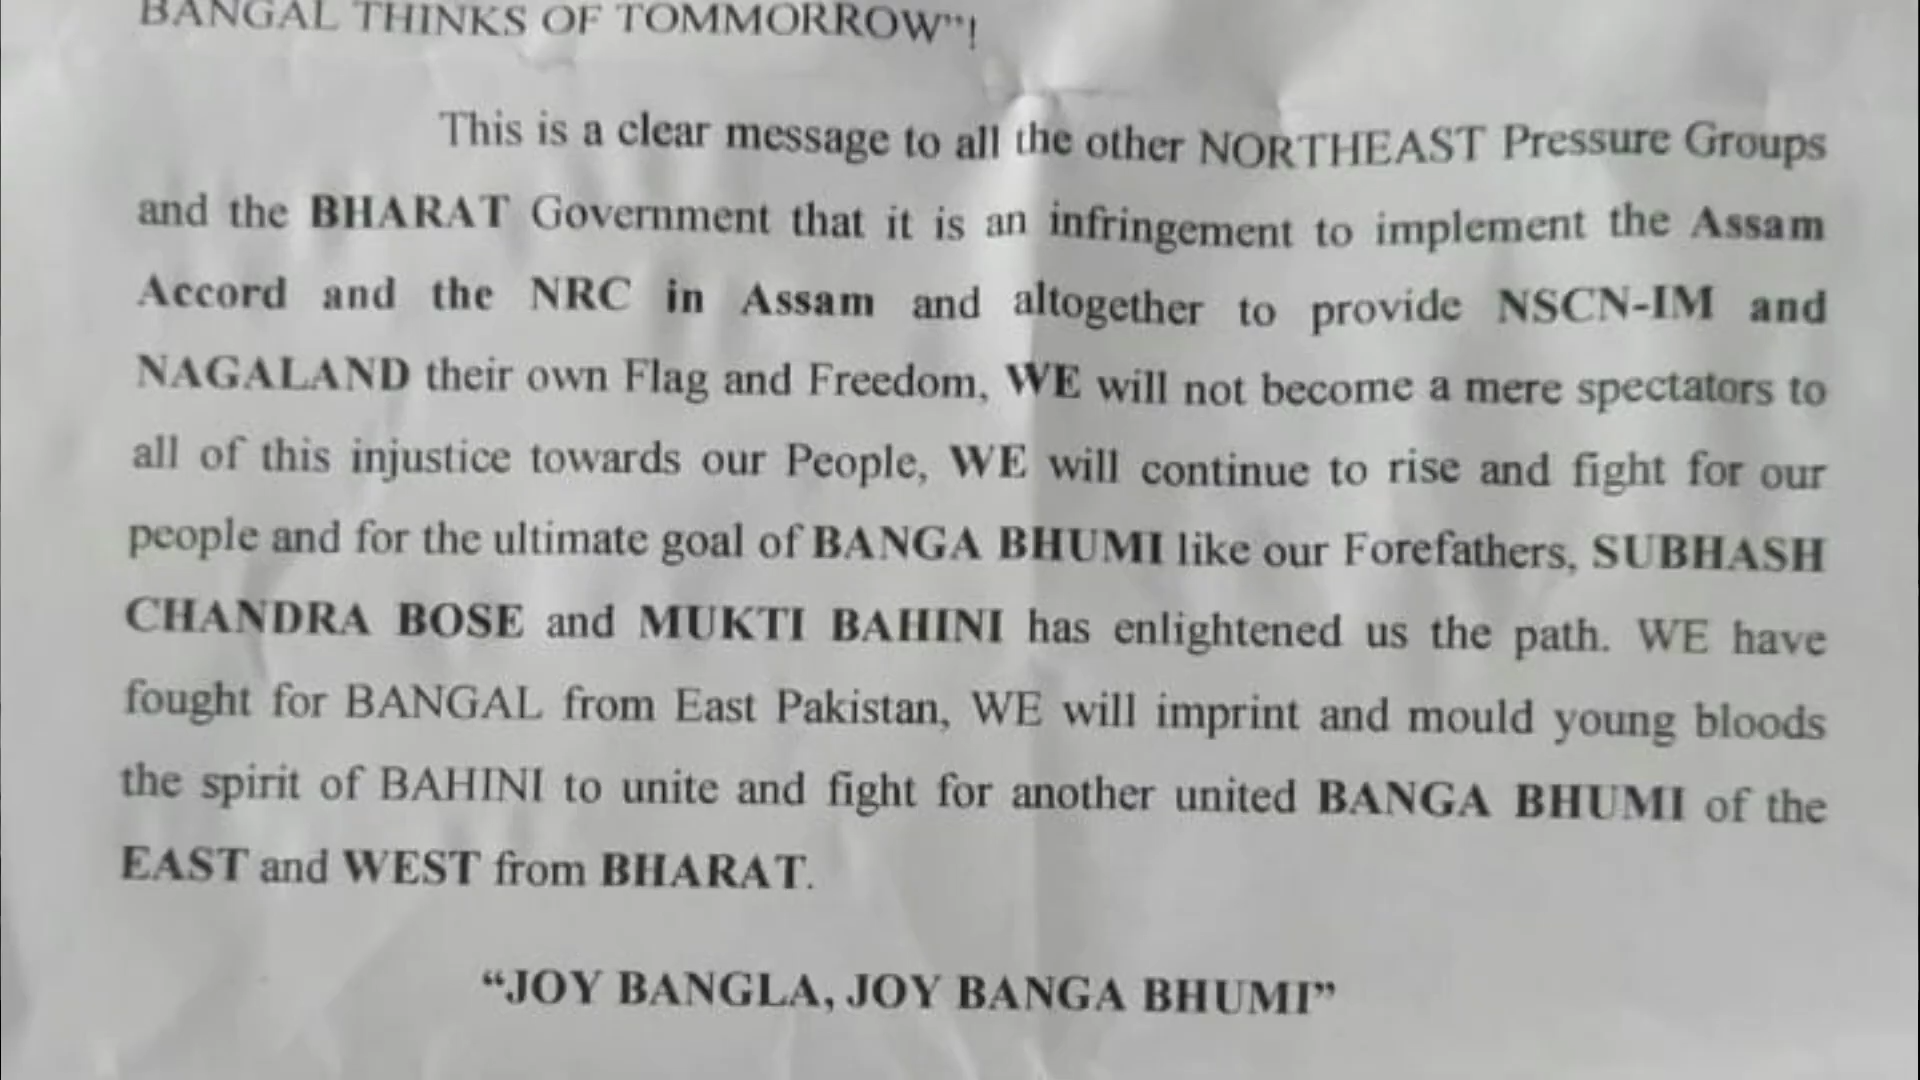 BANGAL THINKS OF TOMMORROW"!
This is a clear message to all the other NORTHEAST Pressure Groups
and the BHARAT Government that it is an infringement to implement the Assam
Accord and the NRC in Assam and altogether to provide NSCN-IM and
NAGALAND their own Flag and Freedom, WE will not become a mere spectators to
all of this injustice towards our People, WE will continue to rise and fight for our
people and for the ultimate goal of BANGA BHUMI like our Forefathers, SUBHASH
CHANDRA BOSE and MUKTI BAHINI has enlightened us the path. WE have
fought for BANGAL from East Pakistan, WE will imprint and mould young bloods
the spirit of BAHINI to unite and fight for another united BANGA BHUMI of the
EAST and WEST from BHARAT.
“JOY BANGLA, JOY BANGA BHUMI”